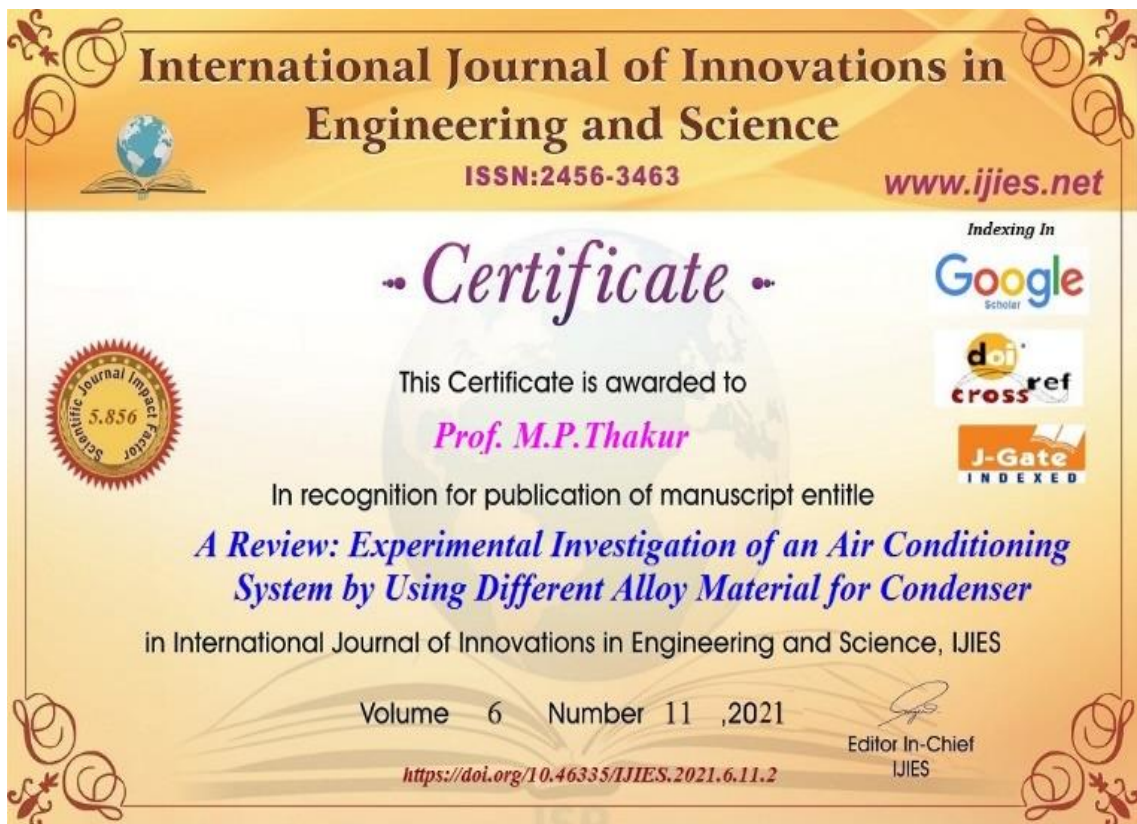 International Journal of Innovations in
Engineering and Science
ISSN:2456-3463
www.ijies.net
Indexing In
Google
Scholar
doi
cross ref
J-Gate
INDEXED
Certificate
Scientific Journal Impact Factor
5.856
This Certificate is awarded to
Prof. M.P.Thakur
In recognition for publication of manuscript entitle
A Review: Experimental Investigation of an Air Conditioning
System by Using Different Alloy Material for Condenser
in International Journal of Innovations in Engineering and Science, IJIES
Volume 6 Number 11 ,2021
Editor In-Chief
IJIES
https://doi.org/10.46335/IJIES.2021.6.11.2